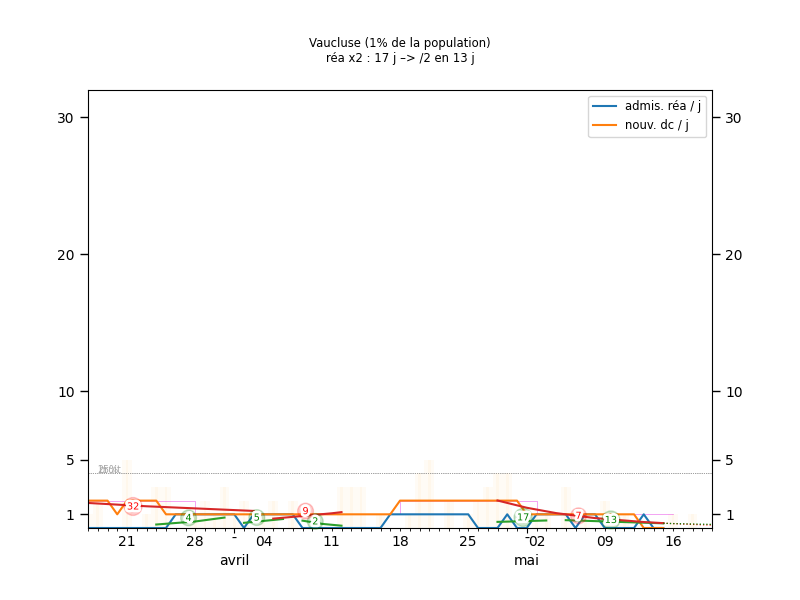 Vaucluse (1% de la population)
réa x2 : 17 j –> /2 en 13 j
admis. réa / j
nouv. dc / j
30 30
20 20
10 10
5 5
32 4 5 9 2 17 7 13
1 1
21 28 - 04 11 18 25 - 02 09 16
avril mai